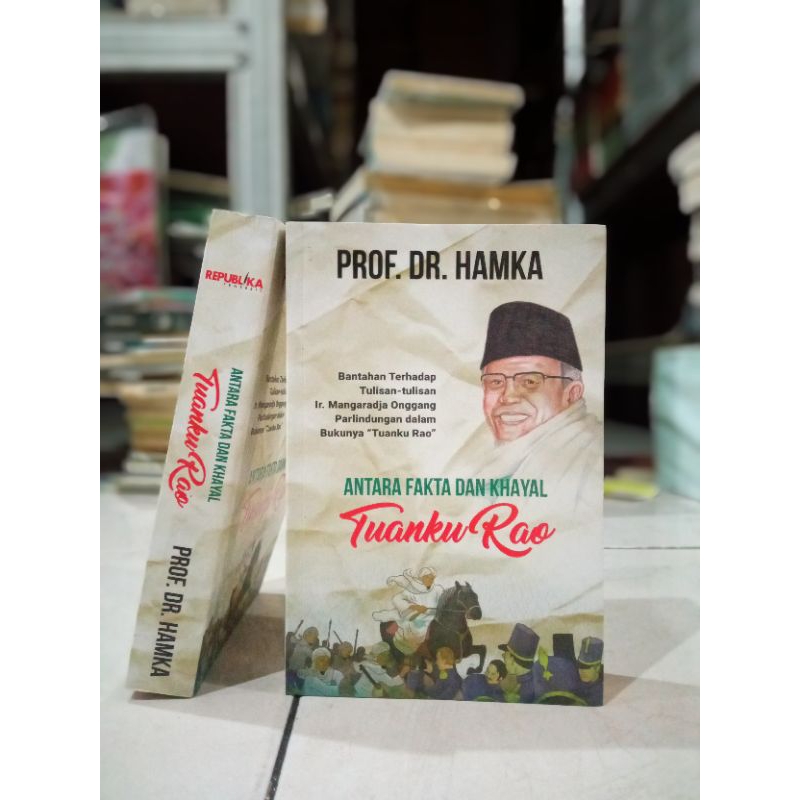 REPUBLIKA
PENERBIT
ANTARA FAKTA DAN KHAYAL
Tuanku Rao
PROF. DR. HAMKA
PROF. DR. HAMKA
Bantahan Terhadap
Tulisan-tulisan
Ir. Mangaradja Onggang
Parlindungan dalam
Bukunya "Tuanku Rao"
ANTARA FAKTA DAN KHAYAL
Tuanku Rao